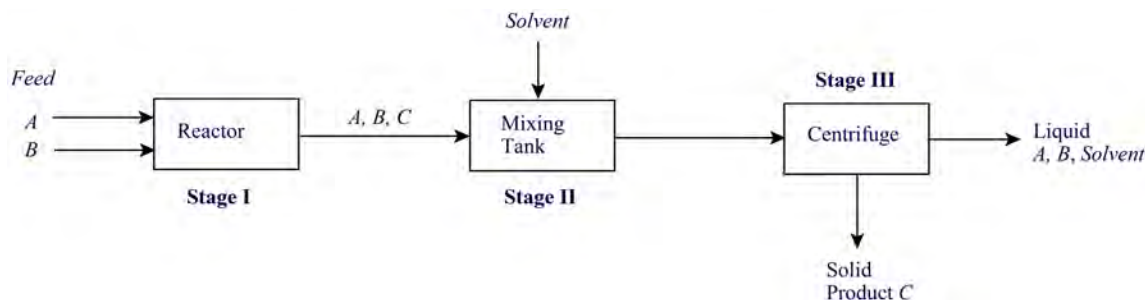 Solvent
Feed
Stage III
A
Reactor
A, B, C
Mixing
Tank
Centrifuge
Liquid
A, B, Solvent
B
Stage I
Stage II
Solid
Product C